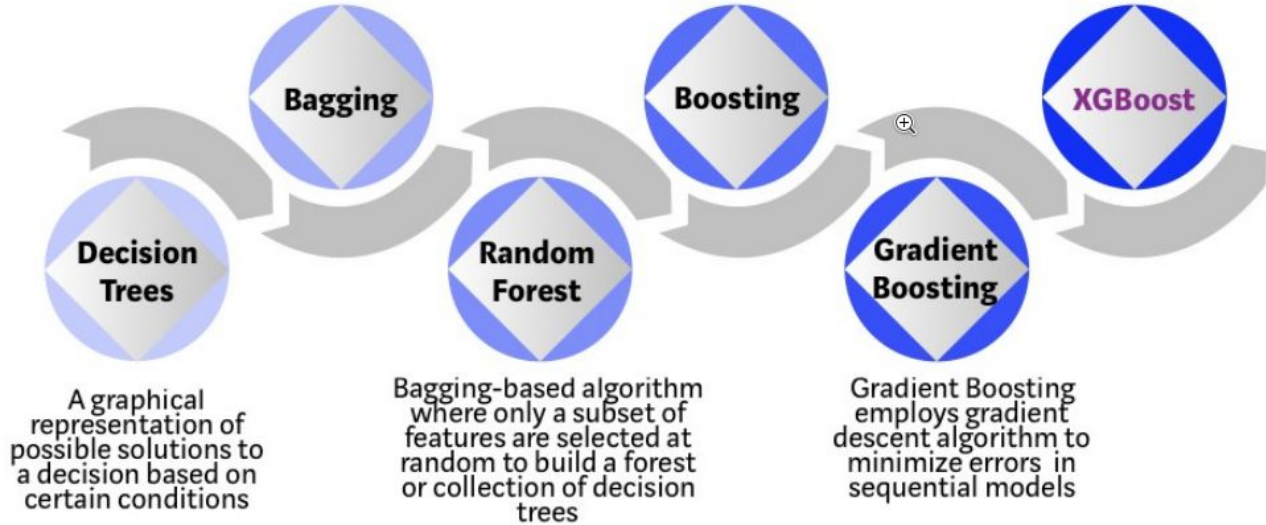 Bagging
Boosting
XGBoost
Decision
Trees
Random
Forest
Gradient
Boosting
A graphical
representation of
possible solutions to
a decision based on
certain conditions
Bagging-based algorithm
where only a subset of
features are selected at
random to build a forest
or collection of decision
trees
Gradient Boosting
employs gradient
descent algorithm to
minimize errors in
sequential models